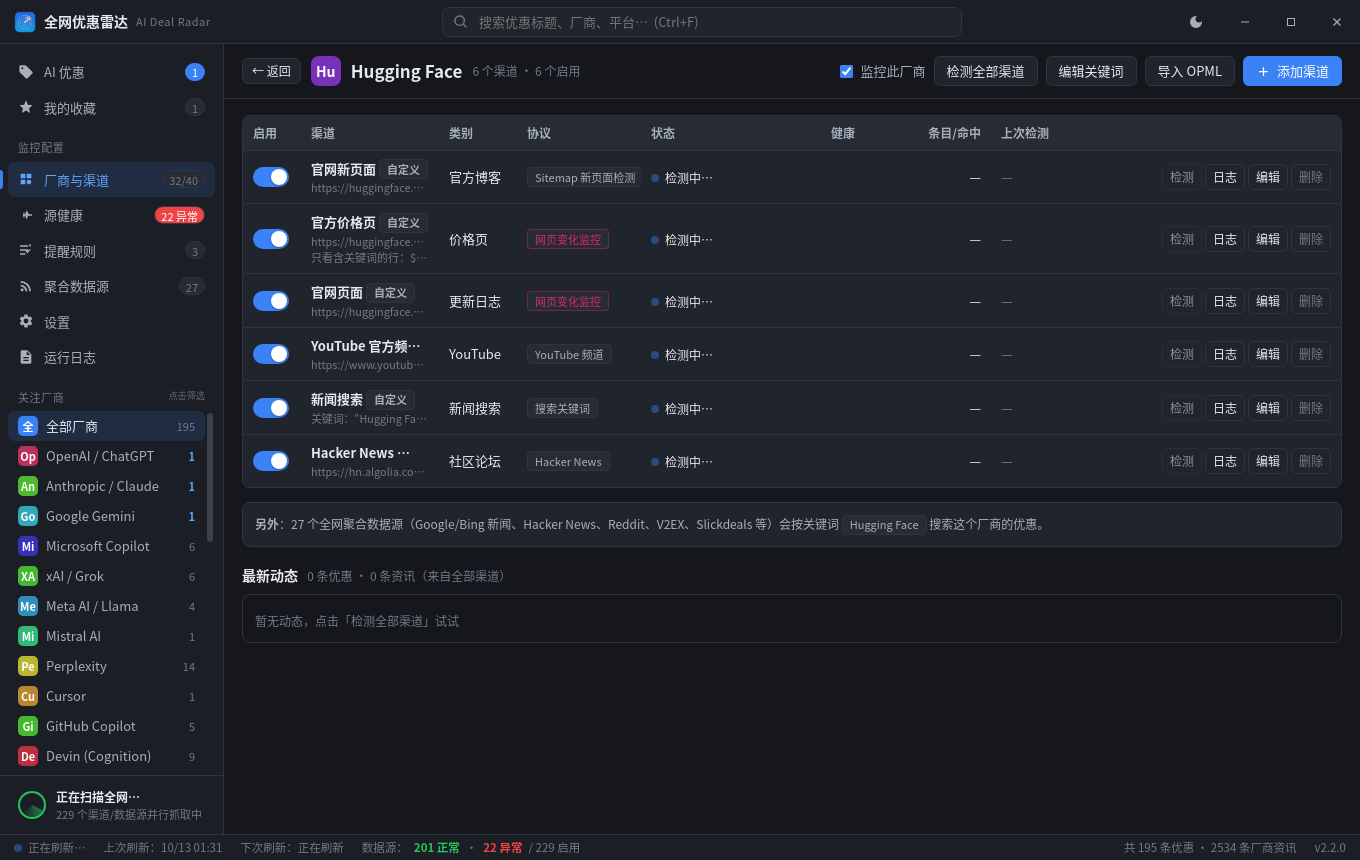 全网优惠雷达 AI Deal Radar
搜索优惠标题、厂商、平台… (Ctrl+F)
AI 优惠 1
我的收藏 1
监控配置
厂商与渠道 32/40
源健康 22 异常
提醒规则 3
聚合数据源 27
设置
运行日志
关注厂商 点击筛选
全 全部厂商 195
Op OpenAI / ChatGPT 1
An Anthropic / Claude 1
Go Google Gemini 1
Mi Microsoft Copilot 6
XA xAI / Grok 6
Me Meta AI / Llama 4
Mi Mistral AI 1
Pe Perplexity 14
Cu Cursor 1
Gi GitHub Copilot 5
De Devin (Cognition) 9
正在扫描全网…
229 个渠道/数据源并行抓取中
← 返回 Hu Hugging Face 6 个渠道 · 6 个启用 监控此厂商 检测全部渠道 编辑关键词 导入 OPML ＋ 添加渠道
启用 渠道 类别 协议 状态 健康 条目/命中 上次检测
官网新页面 自定义
https://huggingface.…
官方博客 Sitemap 新页面检测 检测中… — — 检测 日志 编辑 删除
官方价格页 自定义
https://huggingface.…
只看含关键词的行：$…
价格页 网页变化监控 检测中… — — 检测 日志 编辑 删除
官网页面 自定义
https://huggingface.…
更新日志 网页变化监控 检测中… — — 检测 日志 编辑 删除
YouTube 官方频…
https://www.youtub…
YouTube YouTube 频道 检测中… — — 检测 日志 编辑 删除
新闻搜索 自定义
关键词："Hugging Fa…
新闻搜索 搜索关键词 检测中… — — 检测 日志 编辑 删除
Hacker News …
https://hn.algolia.co…
社区论坛 Hacker News 检测中… — — 检测 日志 编辑 删除
另外：27 个全网聚合数据源（Google/Bing 新闻、Hacker News、Reddit、V2EX、Slickdeals 等）会按关键词 Hugging Face 搜索这个厂商的优惠。
最新动态 0 条优惠 · 0 条资讯（来自全部渠道）
暂无动态，点击「检测全部渠道」试试
正在刷新… 上次刷新：10/13 01:31 下次刷新：正在刷新 数据源： 201 正常 · 22 异常 / 229 启用 共 195 条优惠 · 2534 条厂商资讯 v2.2.0